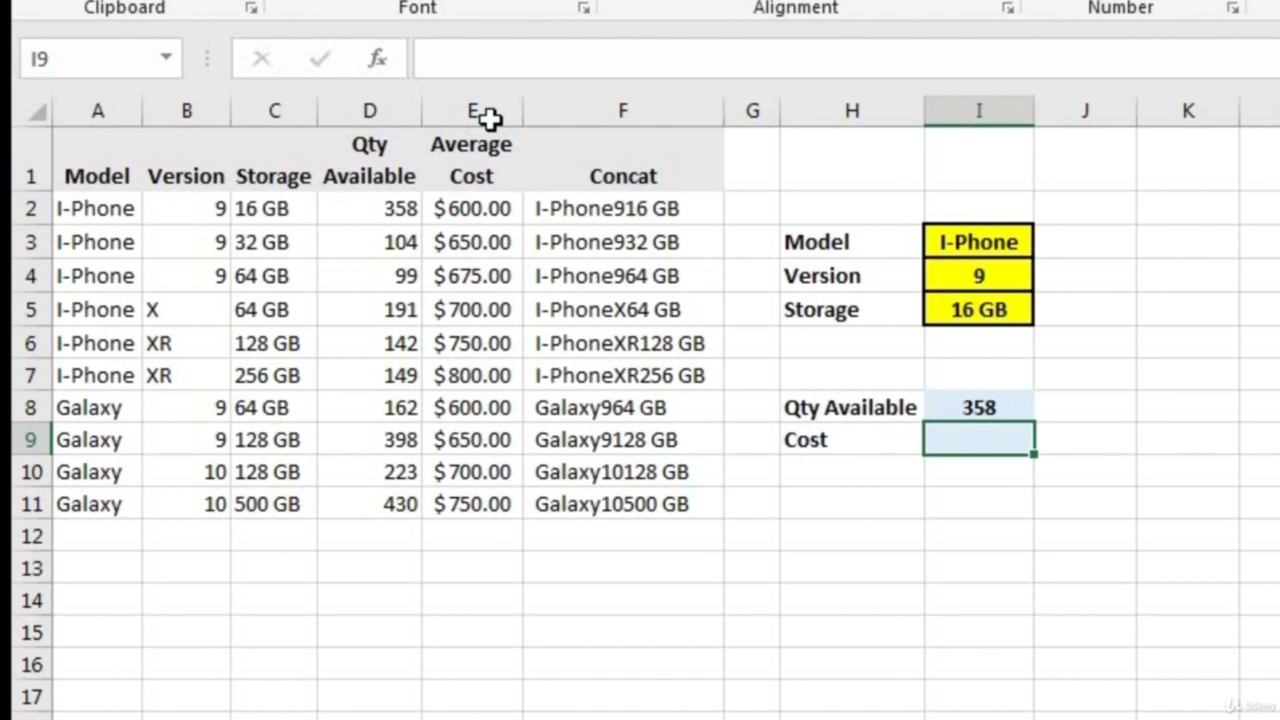 Clipboard Font Alignment Number
I9 fx
A B C D E F G H I J K
Qty Average
1 Model Version Storage Available Cost Concat
2 I-Phone 9 16 GB 358 $600.00 I-Phone916 GB
3 I-Phone 9 32 GB 104 $650.00 I-Phone932 GB Model I-Phone
4 I-Phone 9 64 GB 99 $675.00 I-Phone964 GB Version 9
5 I-Phone X 64 GB 191 $700.00 I-PhoneX64 GB Storage 16 GB
6 I-Phone XR 128 GB 142 $750.00 I-PhoneXR128 GB
7 I-Phone XR 256 GB 149 $800.00 I-PhoneXR256 GB
8 Galaxy 9 64 GB 162 $600.00 Galaxy964 GB Qty Available 358
9 Galaxy 9 128 GB 398 $650.00 Galaxy9128 GB Cost
10 Galaxy 10 128 GB 223 $700.00 Galaxy10128 GB
11 Galaxy 10 500 GB 430 $750.00 Galaxy10500 GB
12
13
14
15
16
17
Udemy